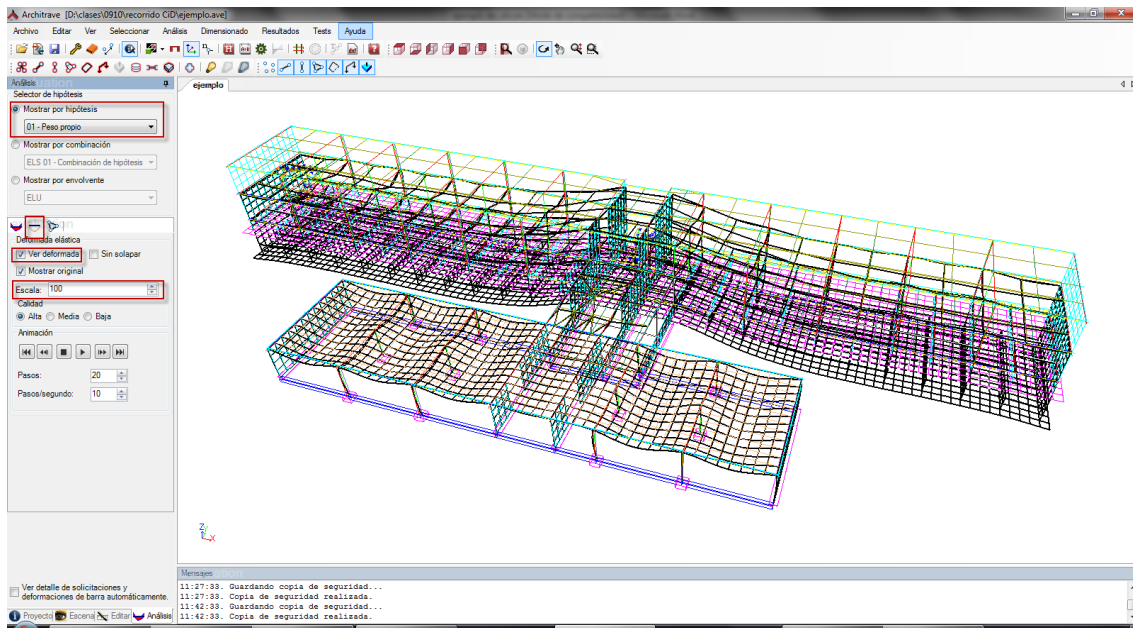 Architrave [D:\clases\0910\recorrido CiD\ejemplo.ave]
Archivo Editar Ver Seleccionar Análisis Dimensionado Resultados Tests Ayuda
Análisis
ejemplo
Selector de hipótesis
Mostrar por hipótesis
01 - Peso propio
Mostrar por combinación
ELS 01 - Combinación de hipótesis
Mostrar por envolvente
ELU
Deformada elástica
Ver deformada Sin solapar
Mostrar original
Escala: 100
Calidad
Alta Media Baja
Animación
Pasos: 20
Pasos/segundo: 10
Z
X
Mensajes
11:27:33. Guardando copia de seguridad...
11:27:33. Copia de seguridad realizada.
11:42:33. Guardando copia de seguridad...
11:42:33. Copia de seguridad realizada.
Ver detalle de solicitaciones y
deformaciones de barra automáticamente.
Proyecto Escena Editar Análisis